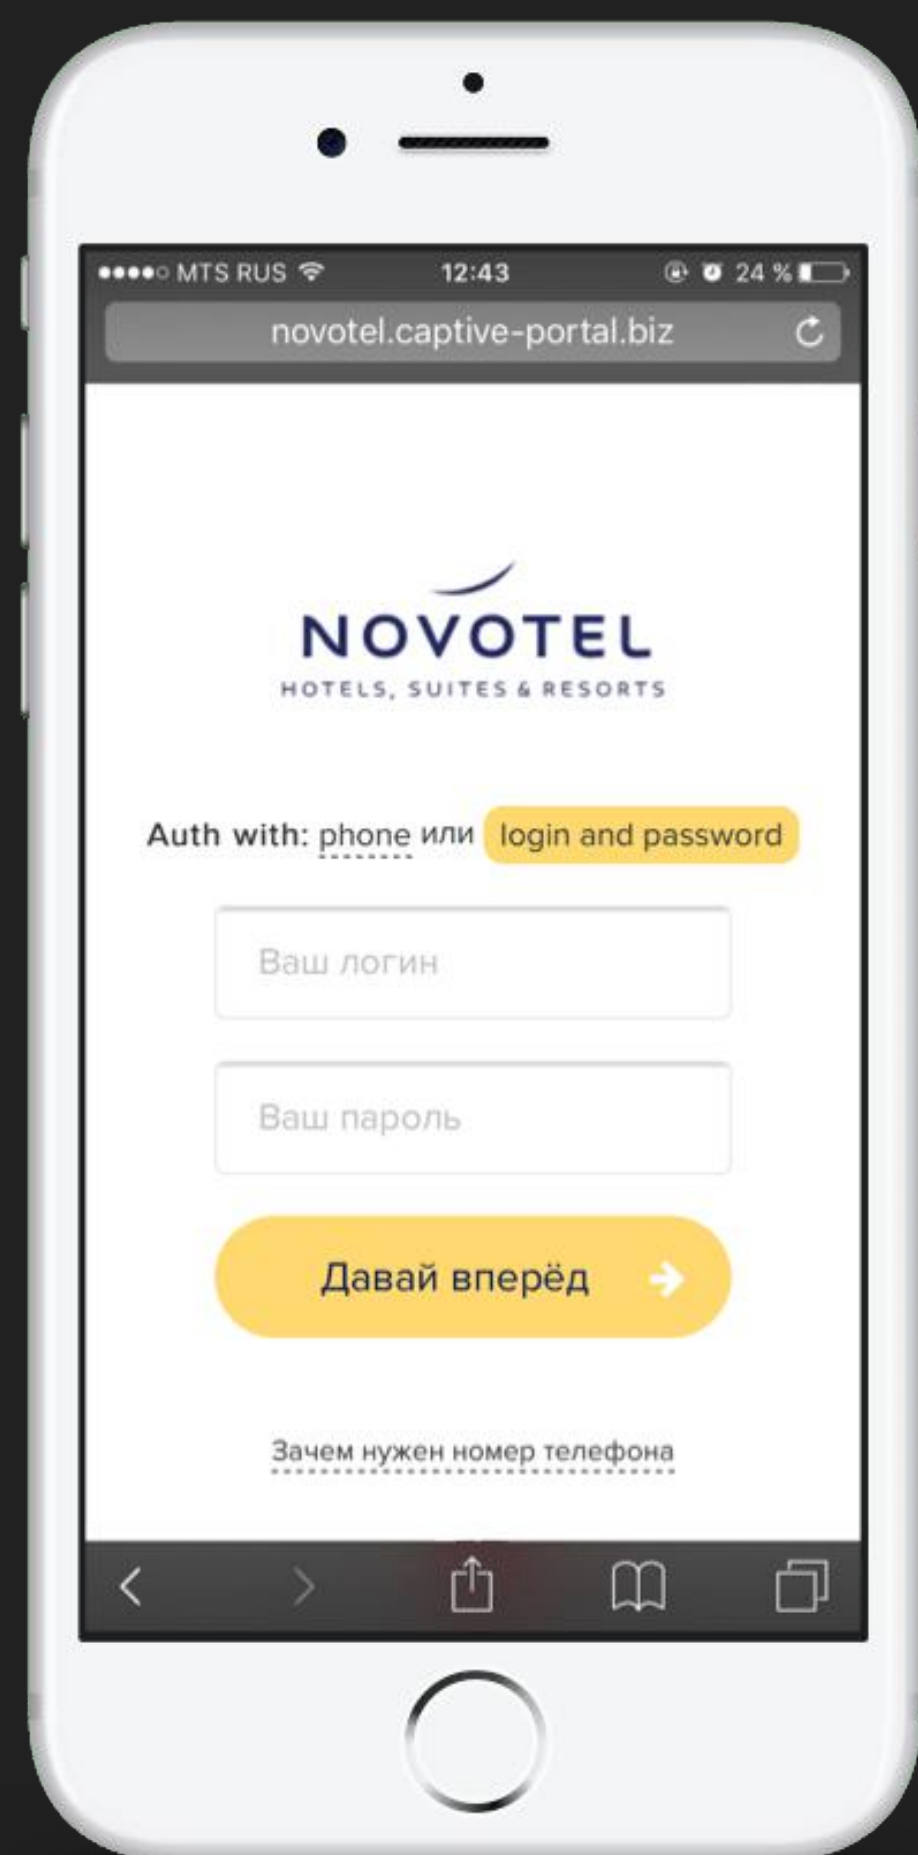 MTS RUS 12:43 24 %
novotel.captive-portal.biz
NOVOTEL
HOTELS, SUITES & RESORTS
Auth with: phone или login and password
Ваш логин
Ваш пароль
Давай вперёд
Зачем нужен номер телефона